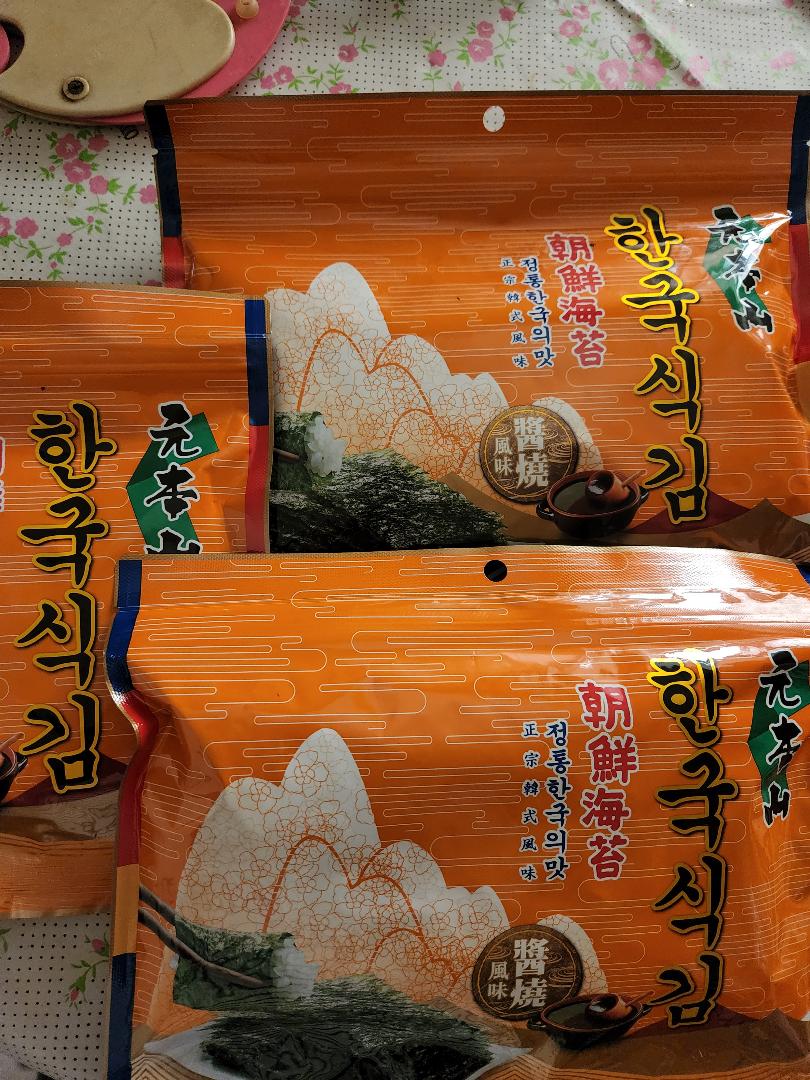 元本山
한국식김
朝鮮海苔
정통한국의맛
正宗韓式風味
醬燒
風味
元本山
한국식김
元本山
한국식김
朝鮮海苔
정통한국의맛
正宗韓式風味
醬燒
風味